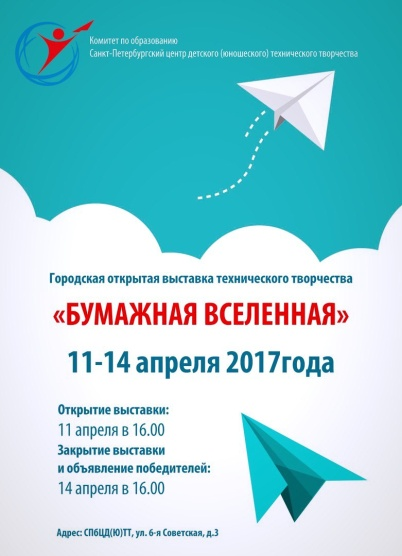 Комитет по образованию
Санкт-Петербургский центр детского (юношеского) технического творчества
Городская открытая выставка технического творчества
«БУМАЖНАЯ ВСЕЛЕННАЯ»
11-14 апреля 2017года
Открытие выставки:
11 апреля в 16.00
Закрытие выставки
и объявление победителей:
14 апреля в 16.00
Адрес: СПбЦД(Ю)ТТ, ул. 6-я Советская, д.3